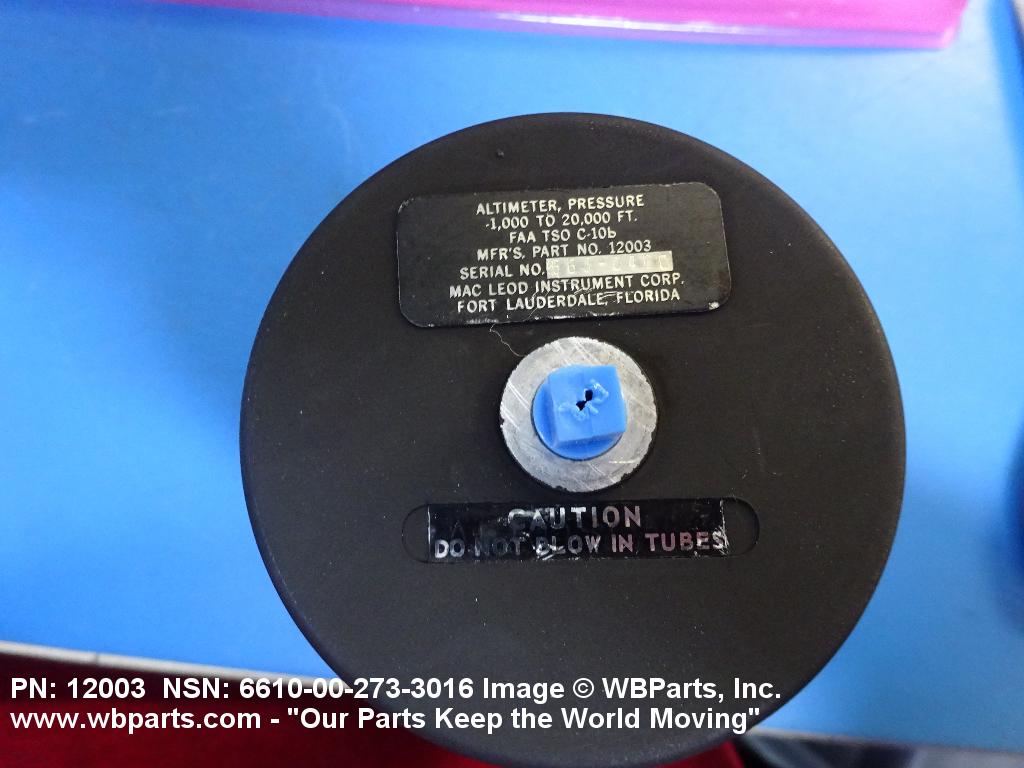 ALTIMETER, PRESSURE
-1,000 TO 20,000 FT.
FAA TSO C-10b
MFR'S. PART NO. 12003
SERIAL NO.
MAC LEOD INSTRUMENT CORP.
FORT LAUDERDALE, FLORIDA
CAUTION
DO NOT BLOW IN TUBES
PN: 12003 NSN: 6610-00-273-3016 Image © WBParts, Inc.
www.wbparts.com - "Our Parts Keep the World Moving"